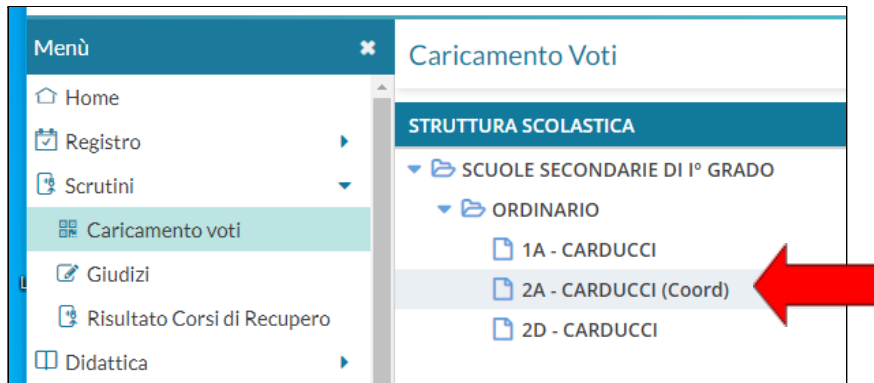 Menù
Home
Registro
Scrutini
Caricamento voti
Giudizi
Risultato Corsi di Recupero
Didattica
Caricamento Voti
STRUTTURA SCOLASTICA
SCUOLE SECONDARIE DI Iº GRADO
ORDINARIO
1A - CARDUCCI
2A - CARDUCCI (Coord)
2D - CARDUCCI